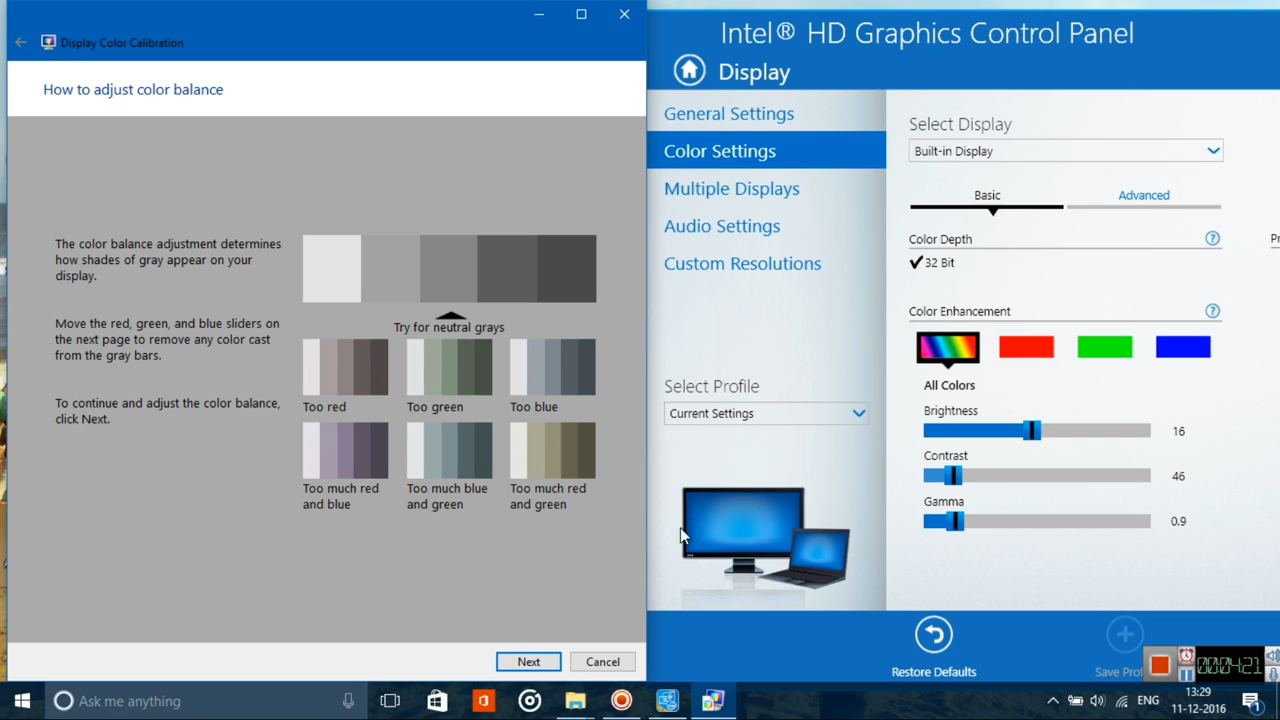 Display Color Calibration
How to adjust color balance
The color balance adjustment determines
how shades of gray appear on your
display.
Move the red, green, and blue sliders on
the next page to remove any color cast
from the gray bars.
To continue and adjust the color balance,
click Next.
Try for neutral grays
Too red
Too green
Too blue
Too much red
and blue
Too much blue
and green
Too much red
and green
Next
Cancel
Intel® HD Graphics Control Panel
Display
General Settings
Color Settings
Multiple Displays
Audio Settings
Custom Resolutions
Select Profile
Current Settings
Select Display
Built-in Display
Basic
Advanced
Color Depth
?
32 Bit
Color Enhancement
?
All Colors
Brightness
16
Contrast
46
Gamma
0.9
Restore Defaults
Ask me anything
ENG
13:29
11-12-2016